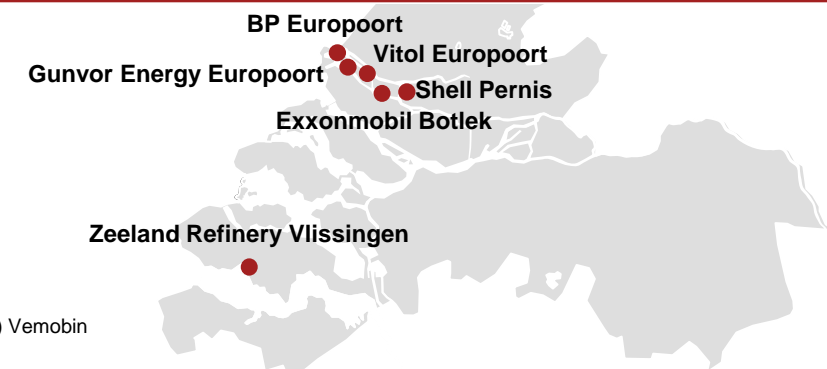 BP Europoort
Vitol Europoort
Gunvor Energy Europoort
Shell Pernis
Exxonmobil Botlek
Zeeland Refinery Vlissingen
) Vemobin